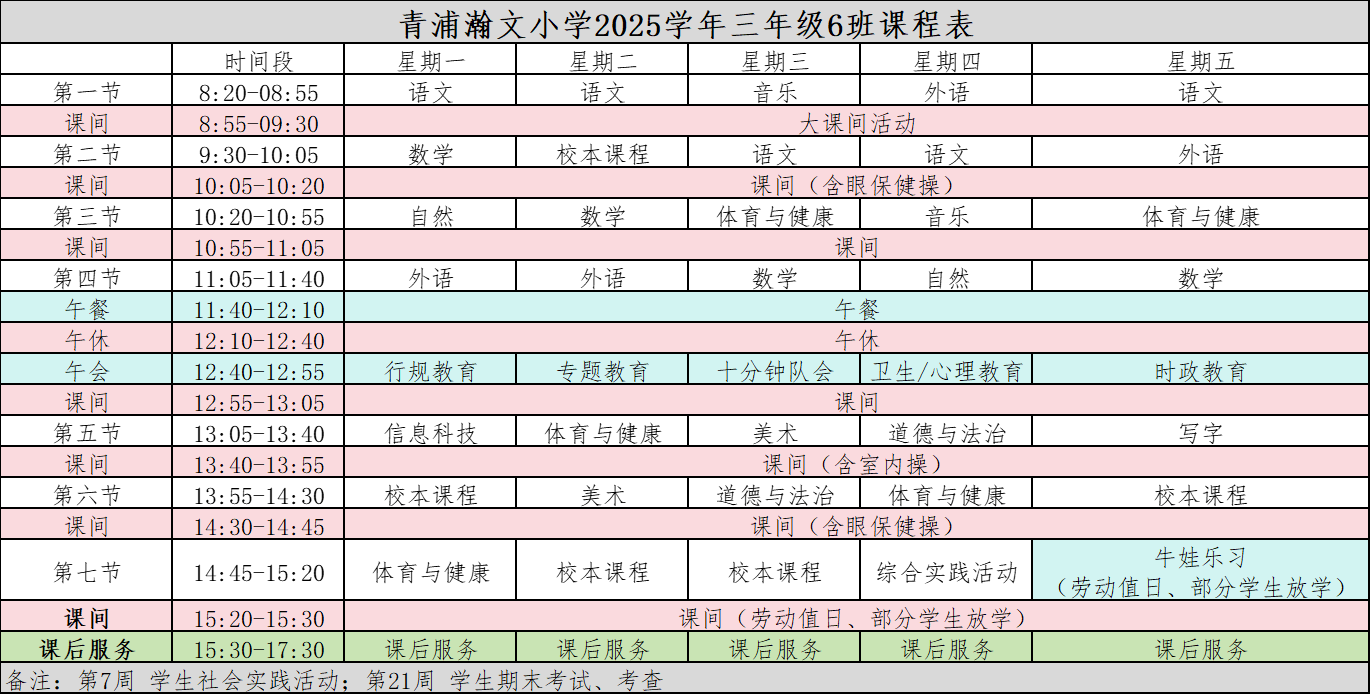 青浦瀚文小学2025学年三年级6班课程表
时间段 星期一 星期二 星期三 星期四 星期五
第一节 8:20-08:55 语文 语文 音乐 外语 语文
课间 8:55-09:30 大课间活动
第二节 9:30-10:05 数学 校本课程 语文 语文 外语
课间 10:05-10:20 课间（含眼保健操）
第三节 10:20-10:55 自然 数学 体育与健康 音乐 体育与健康
课间 10:55-11:05 课间
第四节 11:05-11:40 外语 外语 数学 自然 数学
午餐 11:40-12:10 午餐
午休 12:10-12:40 午休
午会 12:40-12:55 行规教育 专题教育 十分钟队会 卫生/心理教育 时政教育
课间 12:55-13:05 课间
第五节 13:05-13:40 信息科技 体育与健康 美术 道德与法治 写字
课间 13:40-13:55 课间（含室内操）
第六节 13:55-14:30 校本课程 美术 道德与法治 体育与健康 校本课程
课间 14:30-14:45 课间（含眼保健操）
第七节 14:45-15:20 体育与健康 校本课程 校本课程 综合实践活动 牛娃乐习
（劳动值日、部分学生放学）
课间 15:20-15:30 课间（劳动值日、部分学生放学）
课后服务 15:30-17:30 课后服务 课后服务 课后服务 课后服务 课后服务
备注：第7周 学生社会实践活动；第21周 学生期末考试、考查